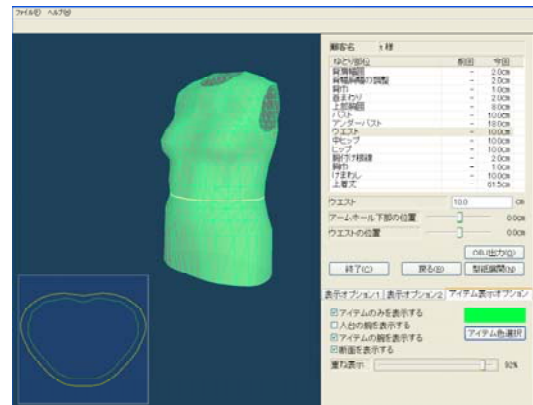 ファイル(F) ヘルプ(H)
顧客名 様
ゆとり部位 前回 今回
背肩幅回 - 2.0cm
背幅胸幅の調整 - 2.0cm
背巾 - 1.0cm
首まわり - 2.0cm
上部胸囲 - 8.0cm
バスト - 10.0cm
アンダーバスト - 18.0cm
ウエスト - 10.0cm
中ヒップ - 10.0cm
ヒップ - 10.0cm
腕付け根線 - 2.0cm
胸巾 - 1.0cm
けまわし - 10.0cm
上着丈 - 61.5cm
ウエスト 10.0 cm
アームホール下部の位置 0.0cm
ウエストの位置 0.0cm
出力(O)
終了(C) 戻る(B) 型紙展開(N)
表示オプション1 表示オプション2 アイテム表示オプション
アイテムのみを表示する
人台の腕を表示する
アイテムの腕を表示する
断面を表示する
アイテム色選択
重ね表示 92%